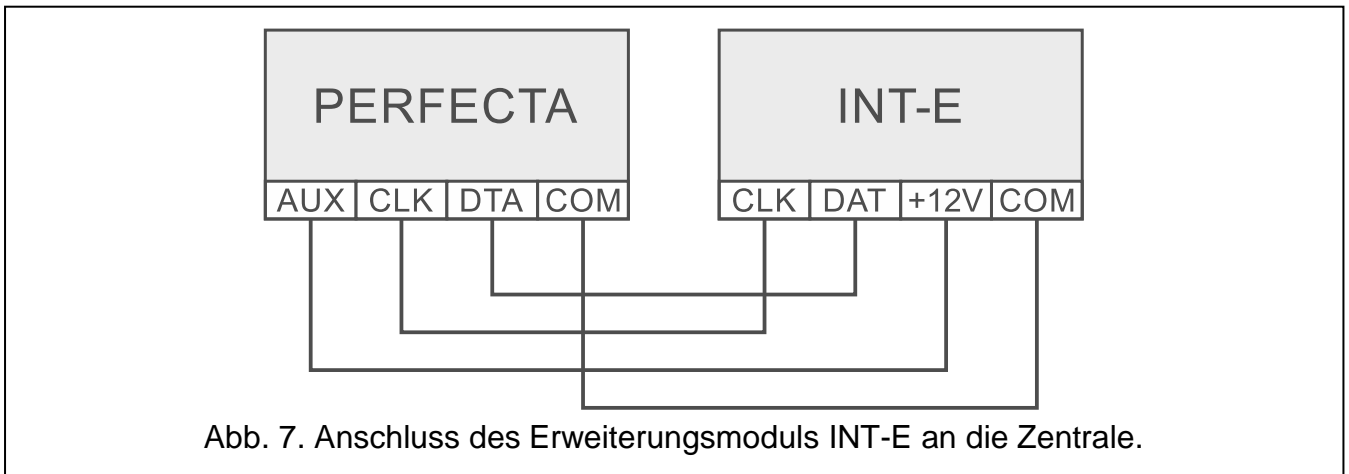 PERFECTA INT-E
AUX CLK DTA COM CLK DAT +12V COM
Abb. 7. Anschluss des Erweiterungsmoduls INT-E an die Zentrale.